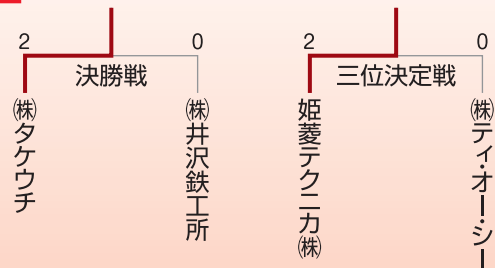 2 0
決勝戦
㈱タケウチ
㈱井沢鉄工所
2 0
三位決定戦
姫菱テクニカ㈱
㈱ティ・オー・シー